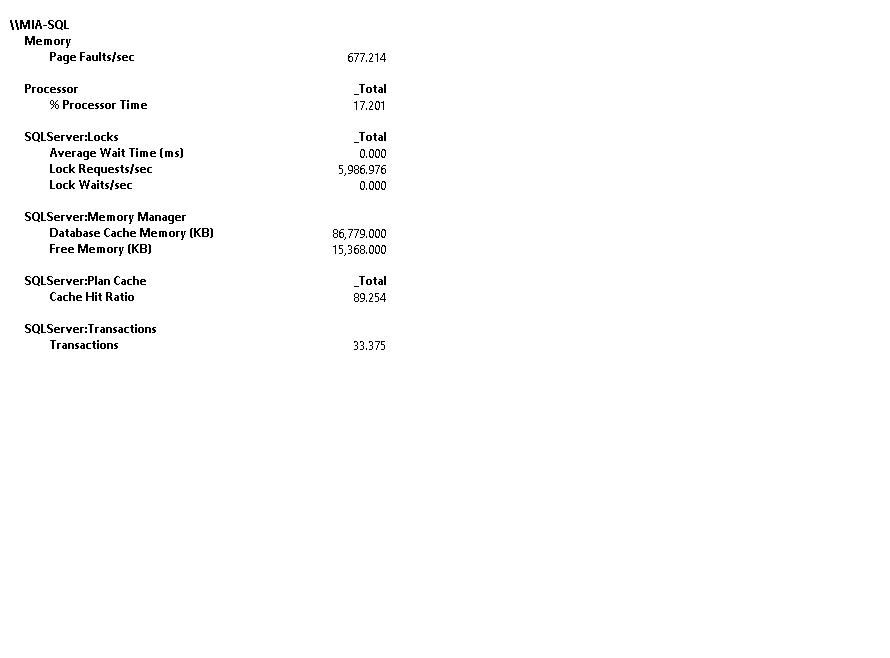 \\MIA-SQL
Memory
Page Faults/sec 677.214
Processor _Total
% Processor Time 17.201
SQLServer:Locks _Total
Average Wait Time (ms) 0.000
Lock Requests/sec 5,986.976
Lock Waits/sec 0.000
SQLServer:Memory Manager
Database Cache Memory (KB) 86,779.000
Free Memory (KB) 15,368.000
SQLServer:Plan Cache _Total
Cache Hit Ratio 89.254
SQLServer:Transactions
Transactions 33.375